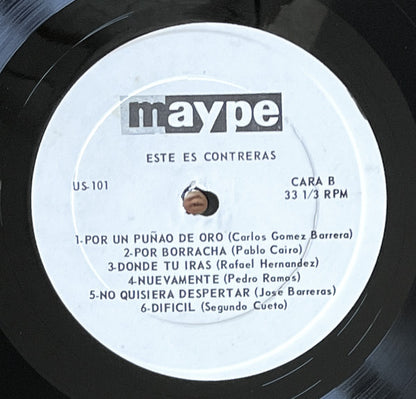 maype
ESTE ES CONTRERAS
US-101
CARA B
33 1/3 RPM
1-POR UN PUÑAO DE ORO (Carlos Gomez Barrera)
2-POR BORRACHA (Pablo Cairo)
3-DONDE TU IRAS (Rafael Hernandez)
4-NUEVAMENTE (Pedro Ramos)
5-NO QUISIERA DESPERTAR (José Barreras)
6-DIFICIL (Segundo Cueto)